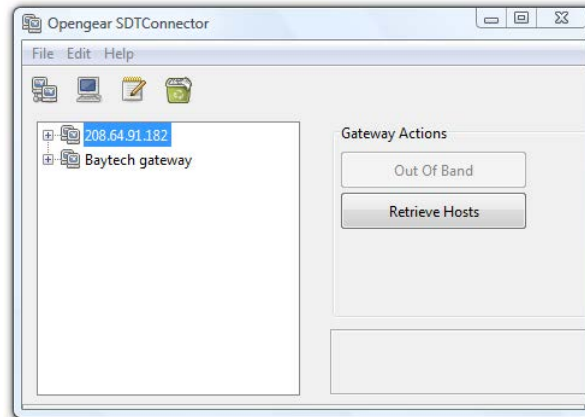 Opengear SDTConnector
File Edit Help
208.64.91.182
Baytech gateway
Gateway Actions
Out Of Band
Retrieve Hosts